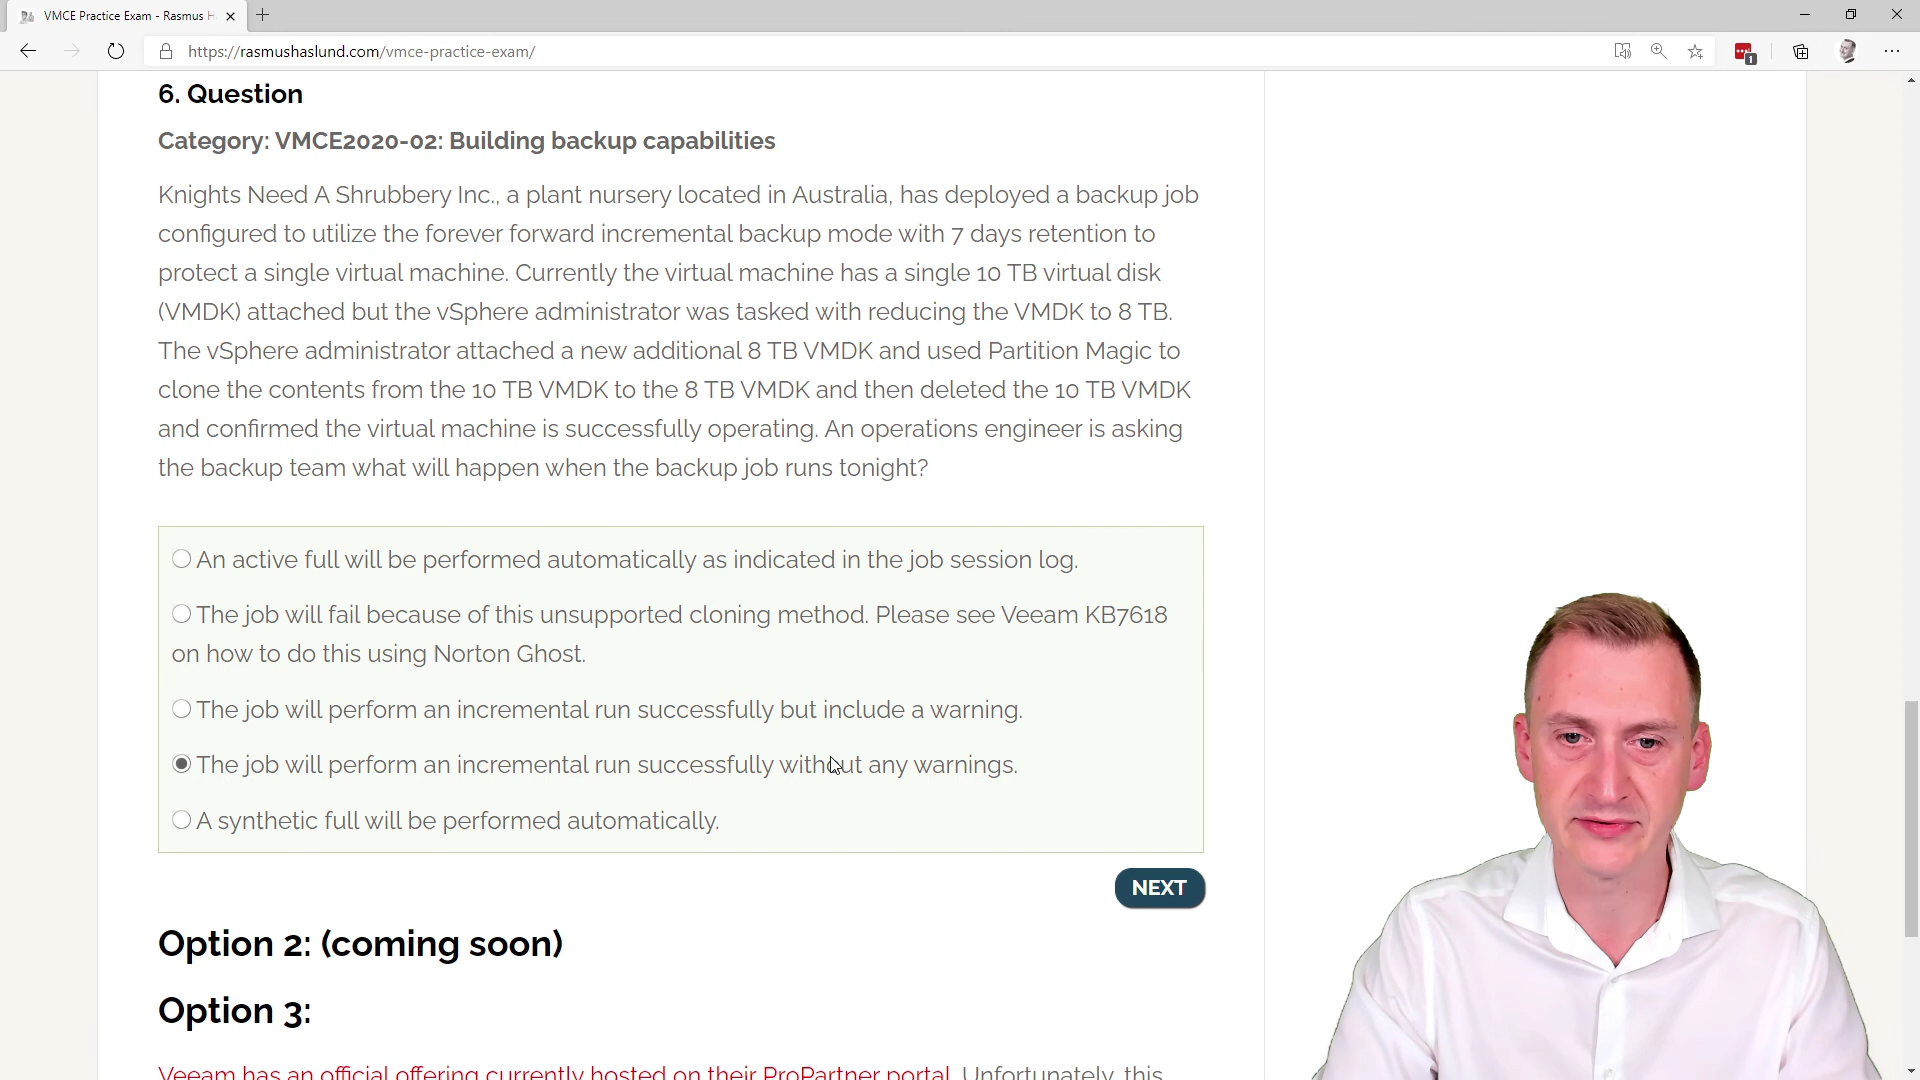 VMCE Practice Exam - Rasmus H
https://rasmushaslund.com/vmce-practice-exam/
1
6. Question
Category: VMCE2020-02: Building backup capabilities
Knights Need A Shrubbery Inc., a plant nursery located in Australia, has deployed a backup job
configured to utilize the forever forward incremental backup mode with 7 days retention to
protect a single virtual machine. Currently the virtual machine has a single 10 TB virtual disk
(VMDK) attached but the vSphere administrator was tasked with reducing the VMDK to 8 TB.
The vSphere administrator attached a new additional 8 TB VMDK and used Partition Magic to
clone the contents from the 10 TB VMDK to the 8 TB VMDK and then deleted the 10 TB VMDK
and confirmed the virtual machine is successfully operating. An operations engineer is asking
the backup team what will happen when the backup job runs tonight?
An active full will be performed automatically as indicated in the job session log.
The job will fail because of this unsupported cloning method. Please see Veeam KB7618
on how to do this using Norton Ghost.
The job will perform an incremental run successfully but include a warning.
The job will perform an incremental run successfully without any warnings.
A synthetic full will be performed automatically.
NEXT
Option 2: (coming soon)
Option 3:
Veeam has an official offering currently hosted on their ProPartner portal. Unfortunately, this